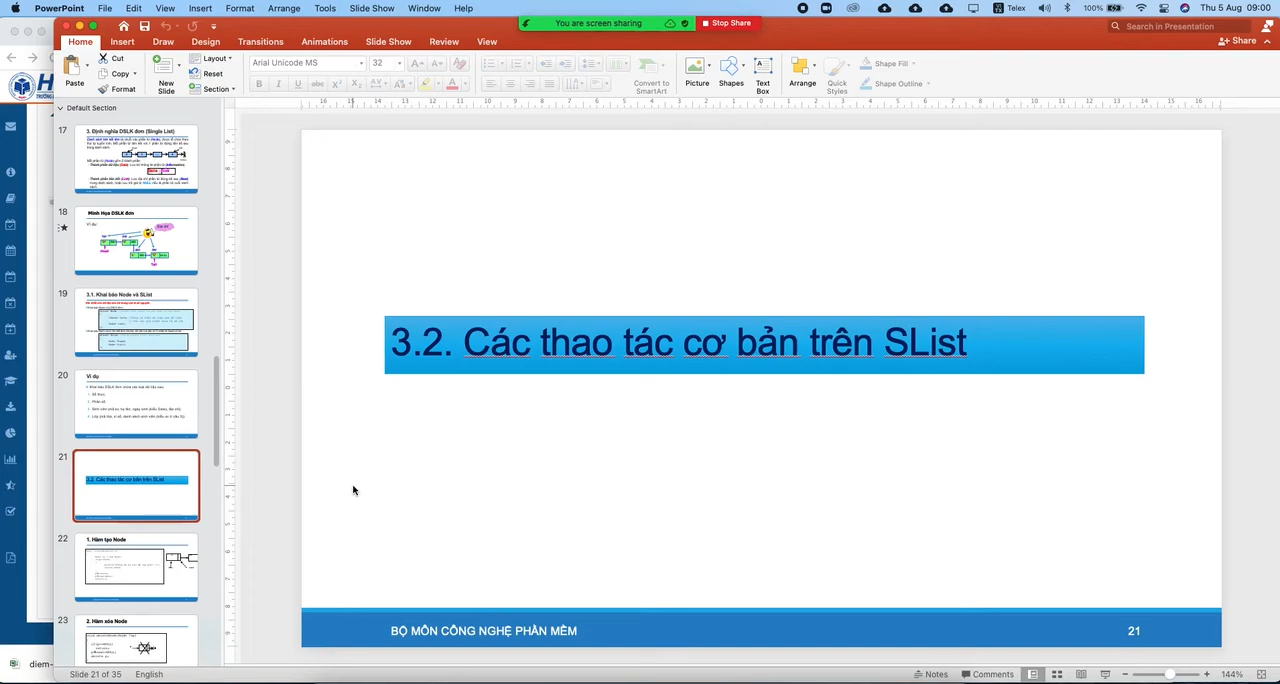 PowerPoint File Edit View Insert Format Arrange Tools Slide Show Window Help
Telex 100% Thu 5 Aug 09:00
You are screen sharing Stop Share
Search in Presentation
Home Insert Draw Design Transitions Animations Slide Show Review View
Share
Paste Cut Copy Format
New Slide Layout Reset Section
Arial Unicode MS 32
Convert to SmartArt
Picture Shapes Text Box Arrange Quick Styles Shape Fill Shape Outline
Default Section
17
3. Định nghĩa DSLK đơn (Single List)
18
Minh Họa DSLK đơn
Ví dụ:
19
3.1. Khai báo Node và SList
20
Ví dụ
21
3.2. Các thao tác cơ bản trên SList
22
1. Hàm tạo Node
23
2. Hàm xóa Node
3.2. Các thao tác cơ bản trên SList
BỘ MÔN CÔNG NGHỆ PHẦN MỀM
21
diem-
Slide 21 of 35 English
Notes Comments 144%